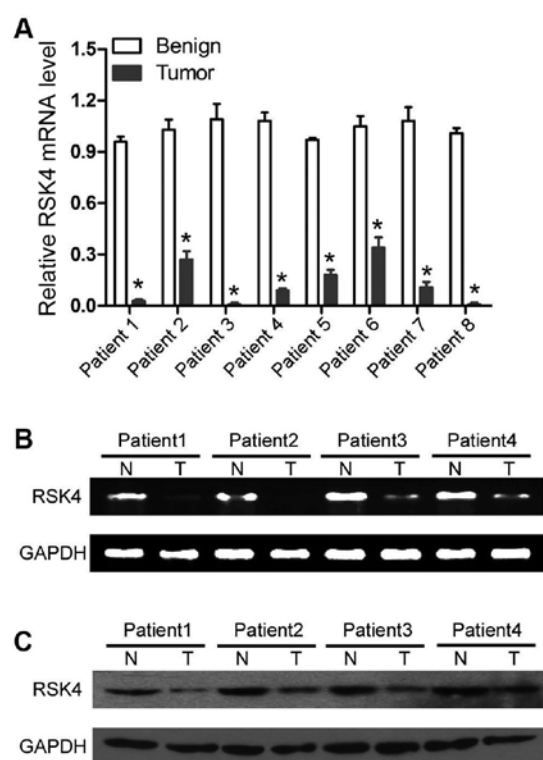 A
Benign
Tumor
Relative RSK4 mRNA level
1.5
1.2
0.9
0.6
0.3
0.0
* * * * * * * *
Patient 1 Patient 2 Patient 3 Patient 4 Patient 5 Patient 6 Patient 7 Patient 8
B
Patient1 Patient2 Patient3 Patient4
N T N T N T N T
RSK4
GAPDH
C
Patient1 Patient2 Patient3 Patient4
N T N T N T N T
RSK4
GAPDH